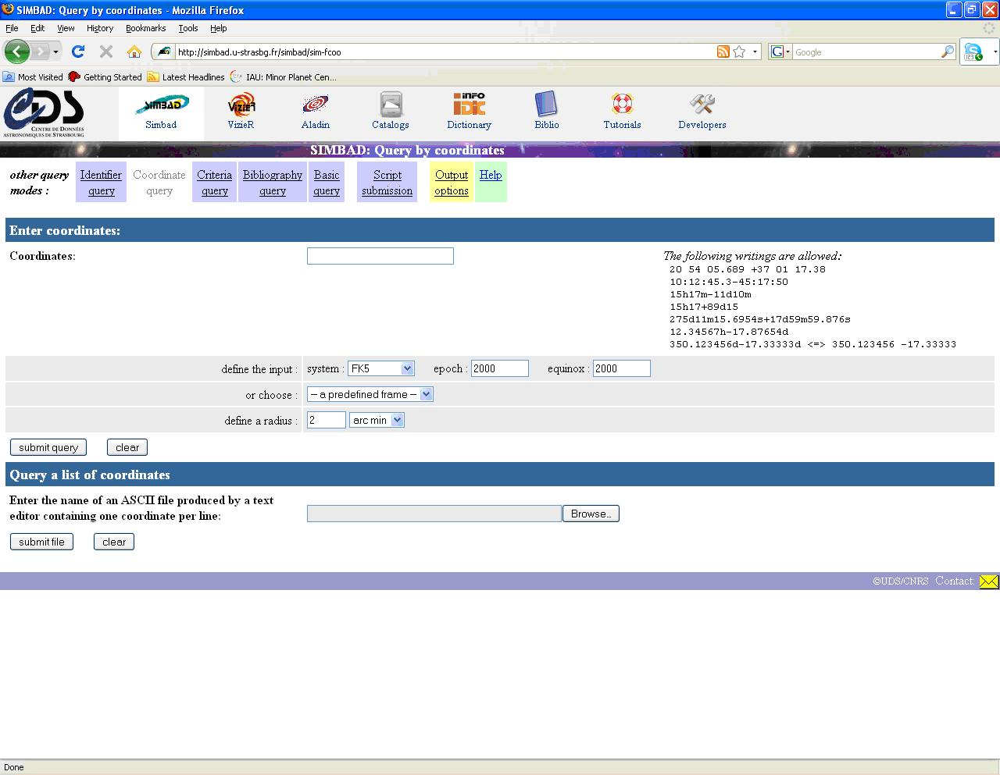 SIMBAD: Query by coordinates - Mozilla Firefox
File Edit View History Bookmarks Tools Help
http://simbad.u-strasbg.fr/simbad/sim-fcoo
G Google
Most Visited Getting Started Latest Headlines IAU: Minor Planet Cen...
CDS
CENTRE DE DONNÉES
ASTRONOMIQUES DE STRASBOURG
SIMBAD VizieR INFO DIC
Simbad VizieR Aladin Catalogs Dictionary Biblio Tutorials Developers
SIMBAD: Query by coordinates
other query Identifier Coordinate Criteria Bibliography Basic Script Output Help
modes : query query query query query submission options
Enter coordinates:
Coordinates:
The following writings are allowed:
20 54 05.689 +37 01 17.38
10:12:45.3-45:17:50
15h17m-11d10m
15h17+89d15
275d11m15.6954s+17d59m59.876s
12.34567h-17.87654d
350.123456d-17.33333d <=> 350.123456 -17.33333
define the input : system : FK5 epoch : 2000 equinox : 2000
or choose : -- a predefined frame --
define a radius : 2 arc min
submit query clear
Query a list of coordinates
Enter the name of an ASCII file produced by a text
editor containing one coordinate per line:
Browse...
submit file clear
©UDS/CNRS Contact:
Done